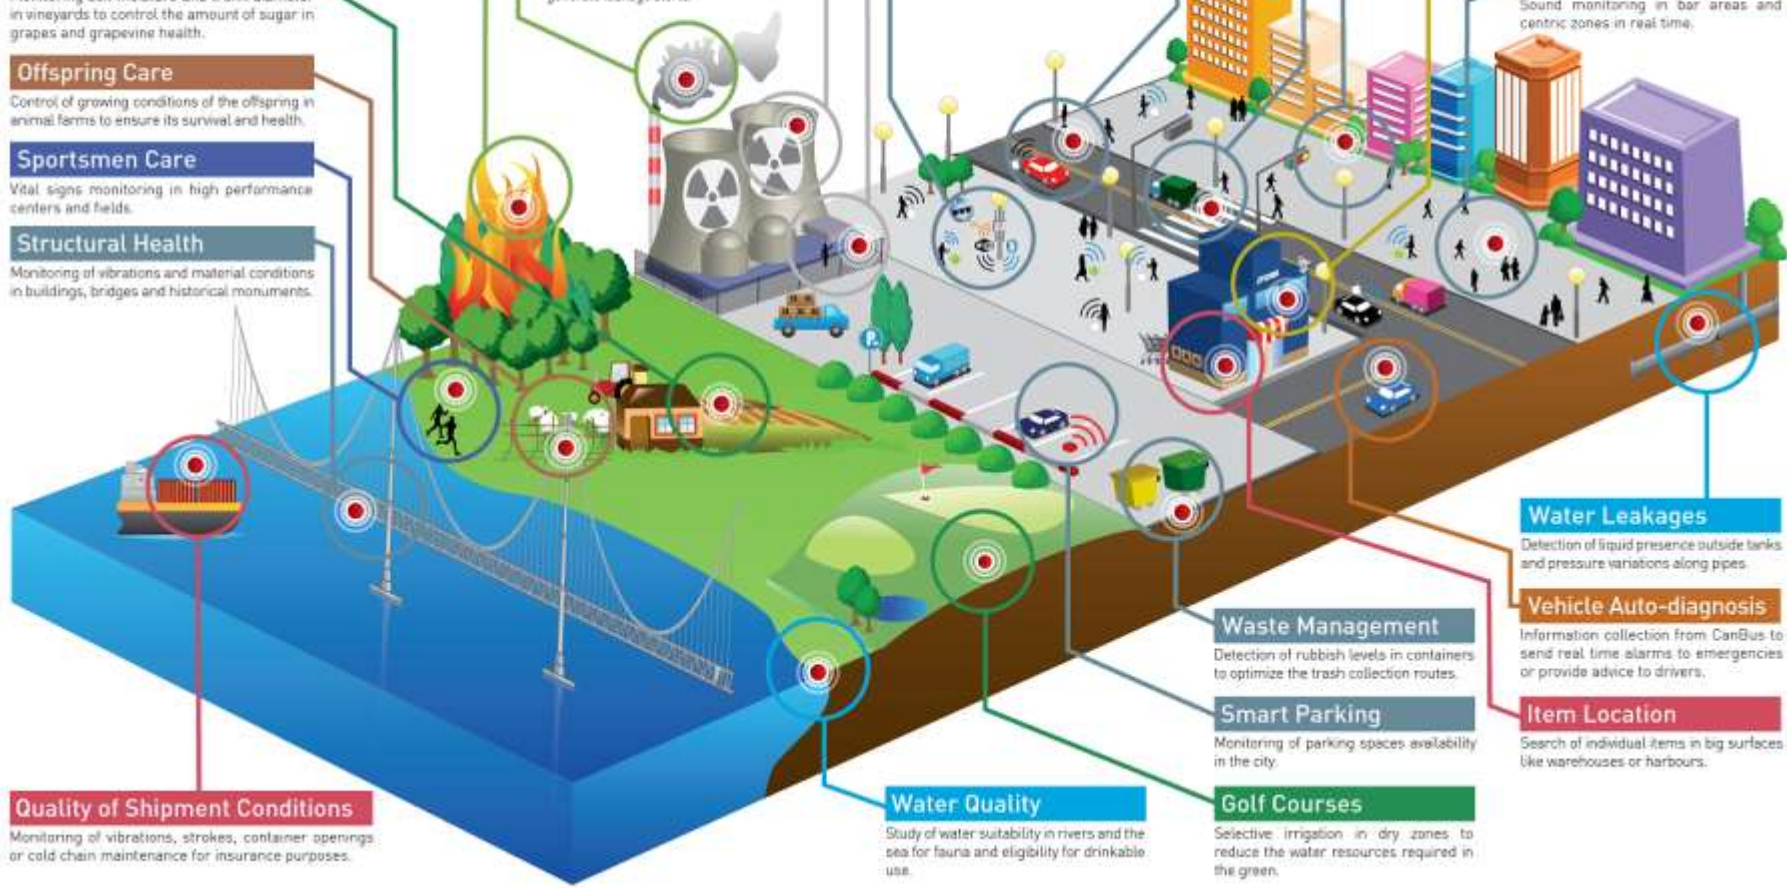 in vineyards to control the amount of sugar in
grapes and grapevine health.
Offspring Care
Control of growing conditions of the offspring in
animal farms to ensure its survival and health.
Sportsmen Care
Vital signs monitoring in high performance
centers and fields.
Structural Health
Monitoring of vibrations and material conditions
in buildings, bridges and historical monuments.
Quality of Shipment Conditions
Monitoring of vibrations, strokes, container openings
or cold chain maintenance for insurance purposes.
Sound monitoring in bar areas and
centric zones in real time.
P
Water Quality
Study of water suitability in rivers and the
sea for fauna and eligibility for drinkable
use.
Waste Management
Detection of rubbish levels in containers
to optimize the trash collection routes.
Smart Parking
Monitoring of parking spaces availability
in the city.
Golf Courses
Selective irrigation in dry zones to
reduce the water resources required in
the green.
Water Leakages
Detection of liquid presence outside tanks
and pressure variations along pipes.
Vehicle Auto-diagnosis
Information collection from CanBus to
send real time alarms to emergencies
or provide advice to drivers.
Item Location
Search of individual items in big surfaces
like warehouses or harbours.